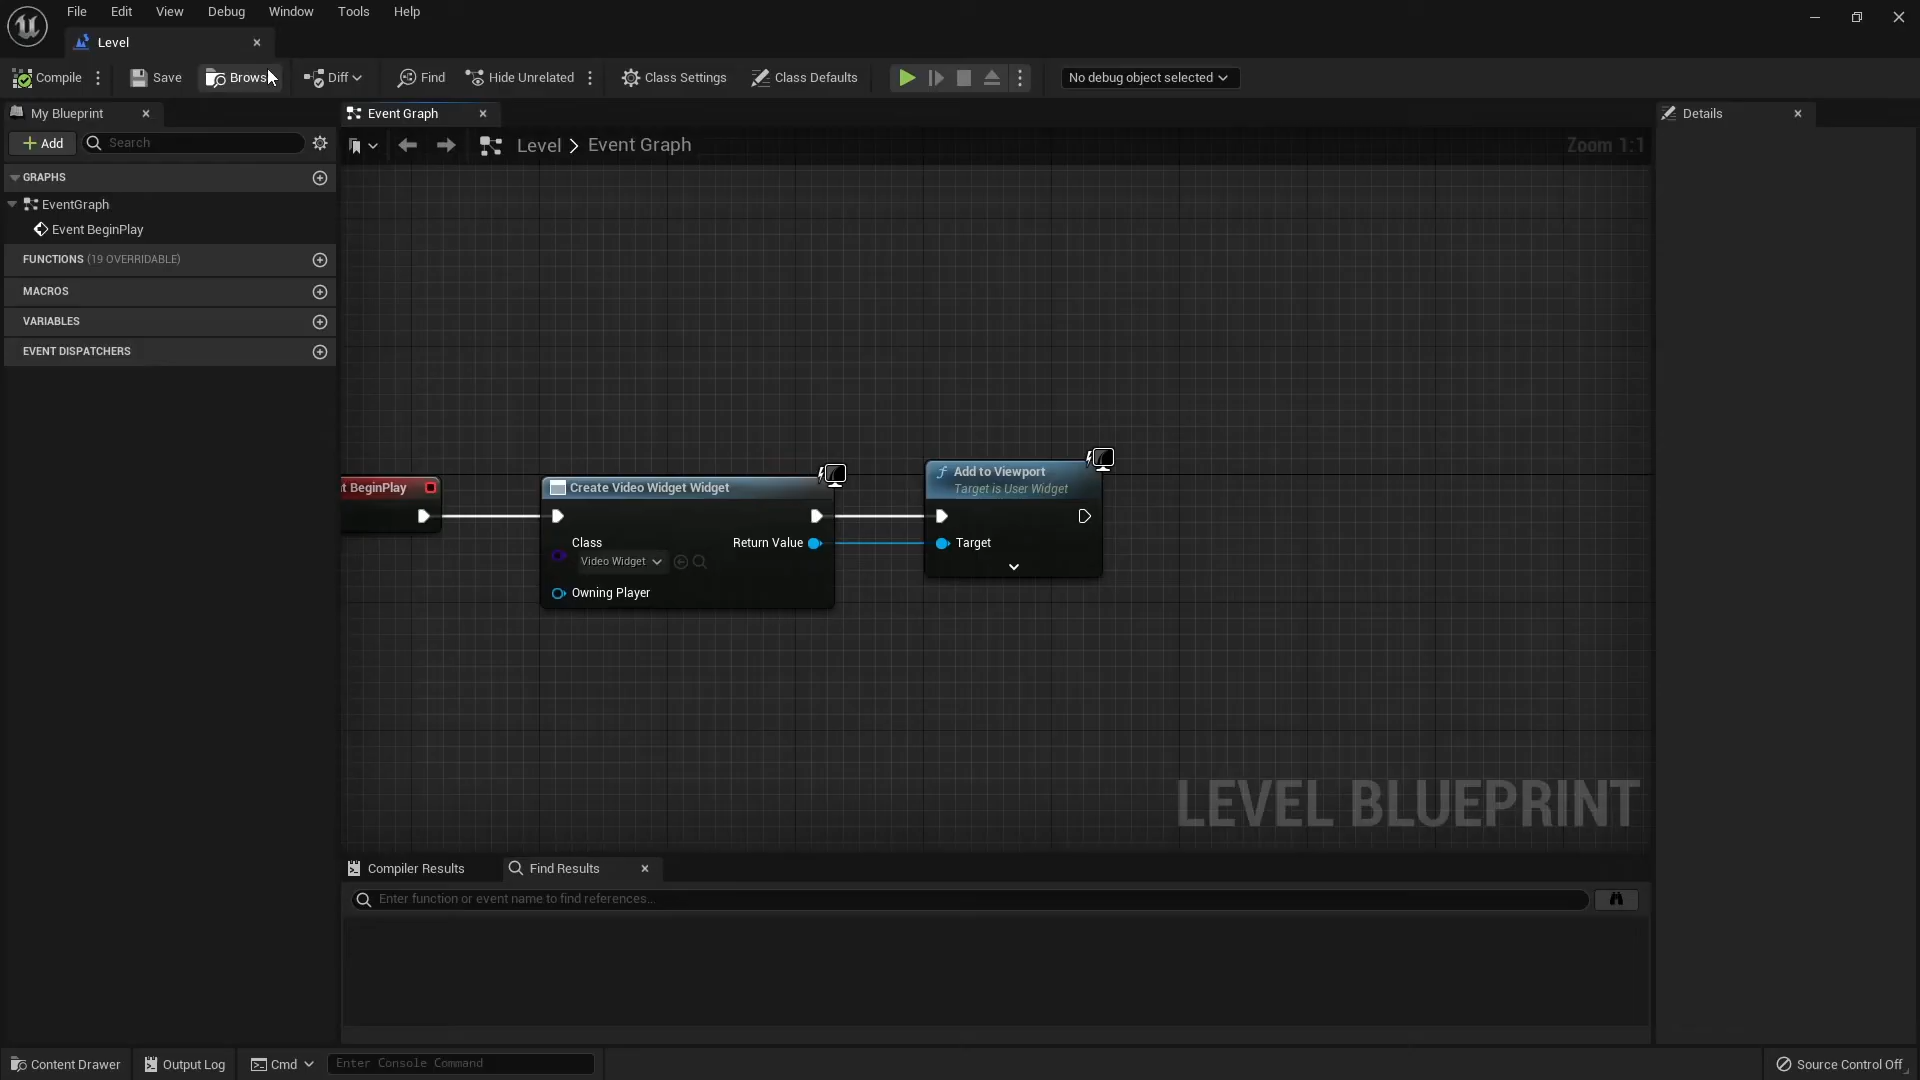 File Edit View Debug Window Tools Help
Level
Compile Save Brows Diff Find Hide Unrelated Class Settings Class Defaults No debug object selected
My Blueprint Event Graph Details
Add Search Level > Event Graph Zoom 1:1
GRAPHS
EventGraph
Event BeginPlay
FUNCTIONS (19 OVERRIDABLE)
MACROS
VARIABLES
EVENT DISPATCHERS
Add to Viewport
Target is User Widget
t BeginPlay Create Video Widget Widget
Class Return Value Target
Video Widget
Owning Player
LEVEL BLUEPRINT
Compiler Results Find Results
Enter function or event name to find references...
Content Drawer Output Log Cmd Enter Console Command Source Control Off